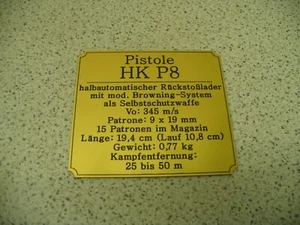 Pistole
HK P8
halbautomatischer Rückstoßlader
mit mod. Browning-System
als Selbstschutzwaffe
Vo: 345 m/s
Patrone: 9 x 19 mm
15 Patronen im Magazin
Länge: 19,4 cm (Lauf 10,8 cm)
Gewicht: 0,77 kg
Kampfentfernung:
25 bis 50 m